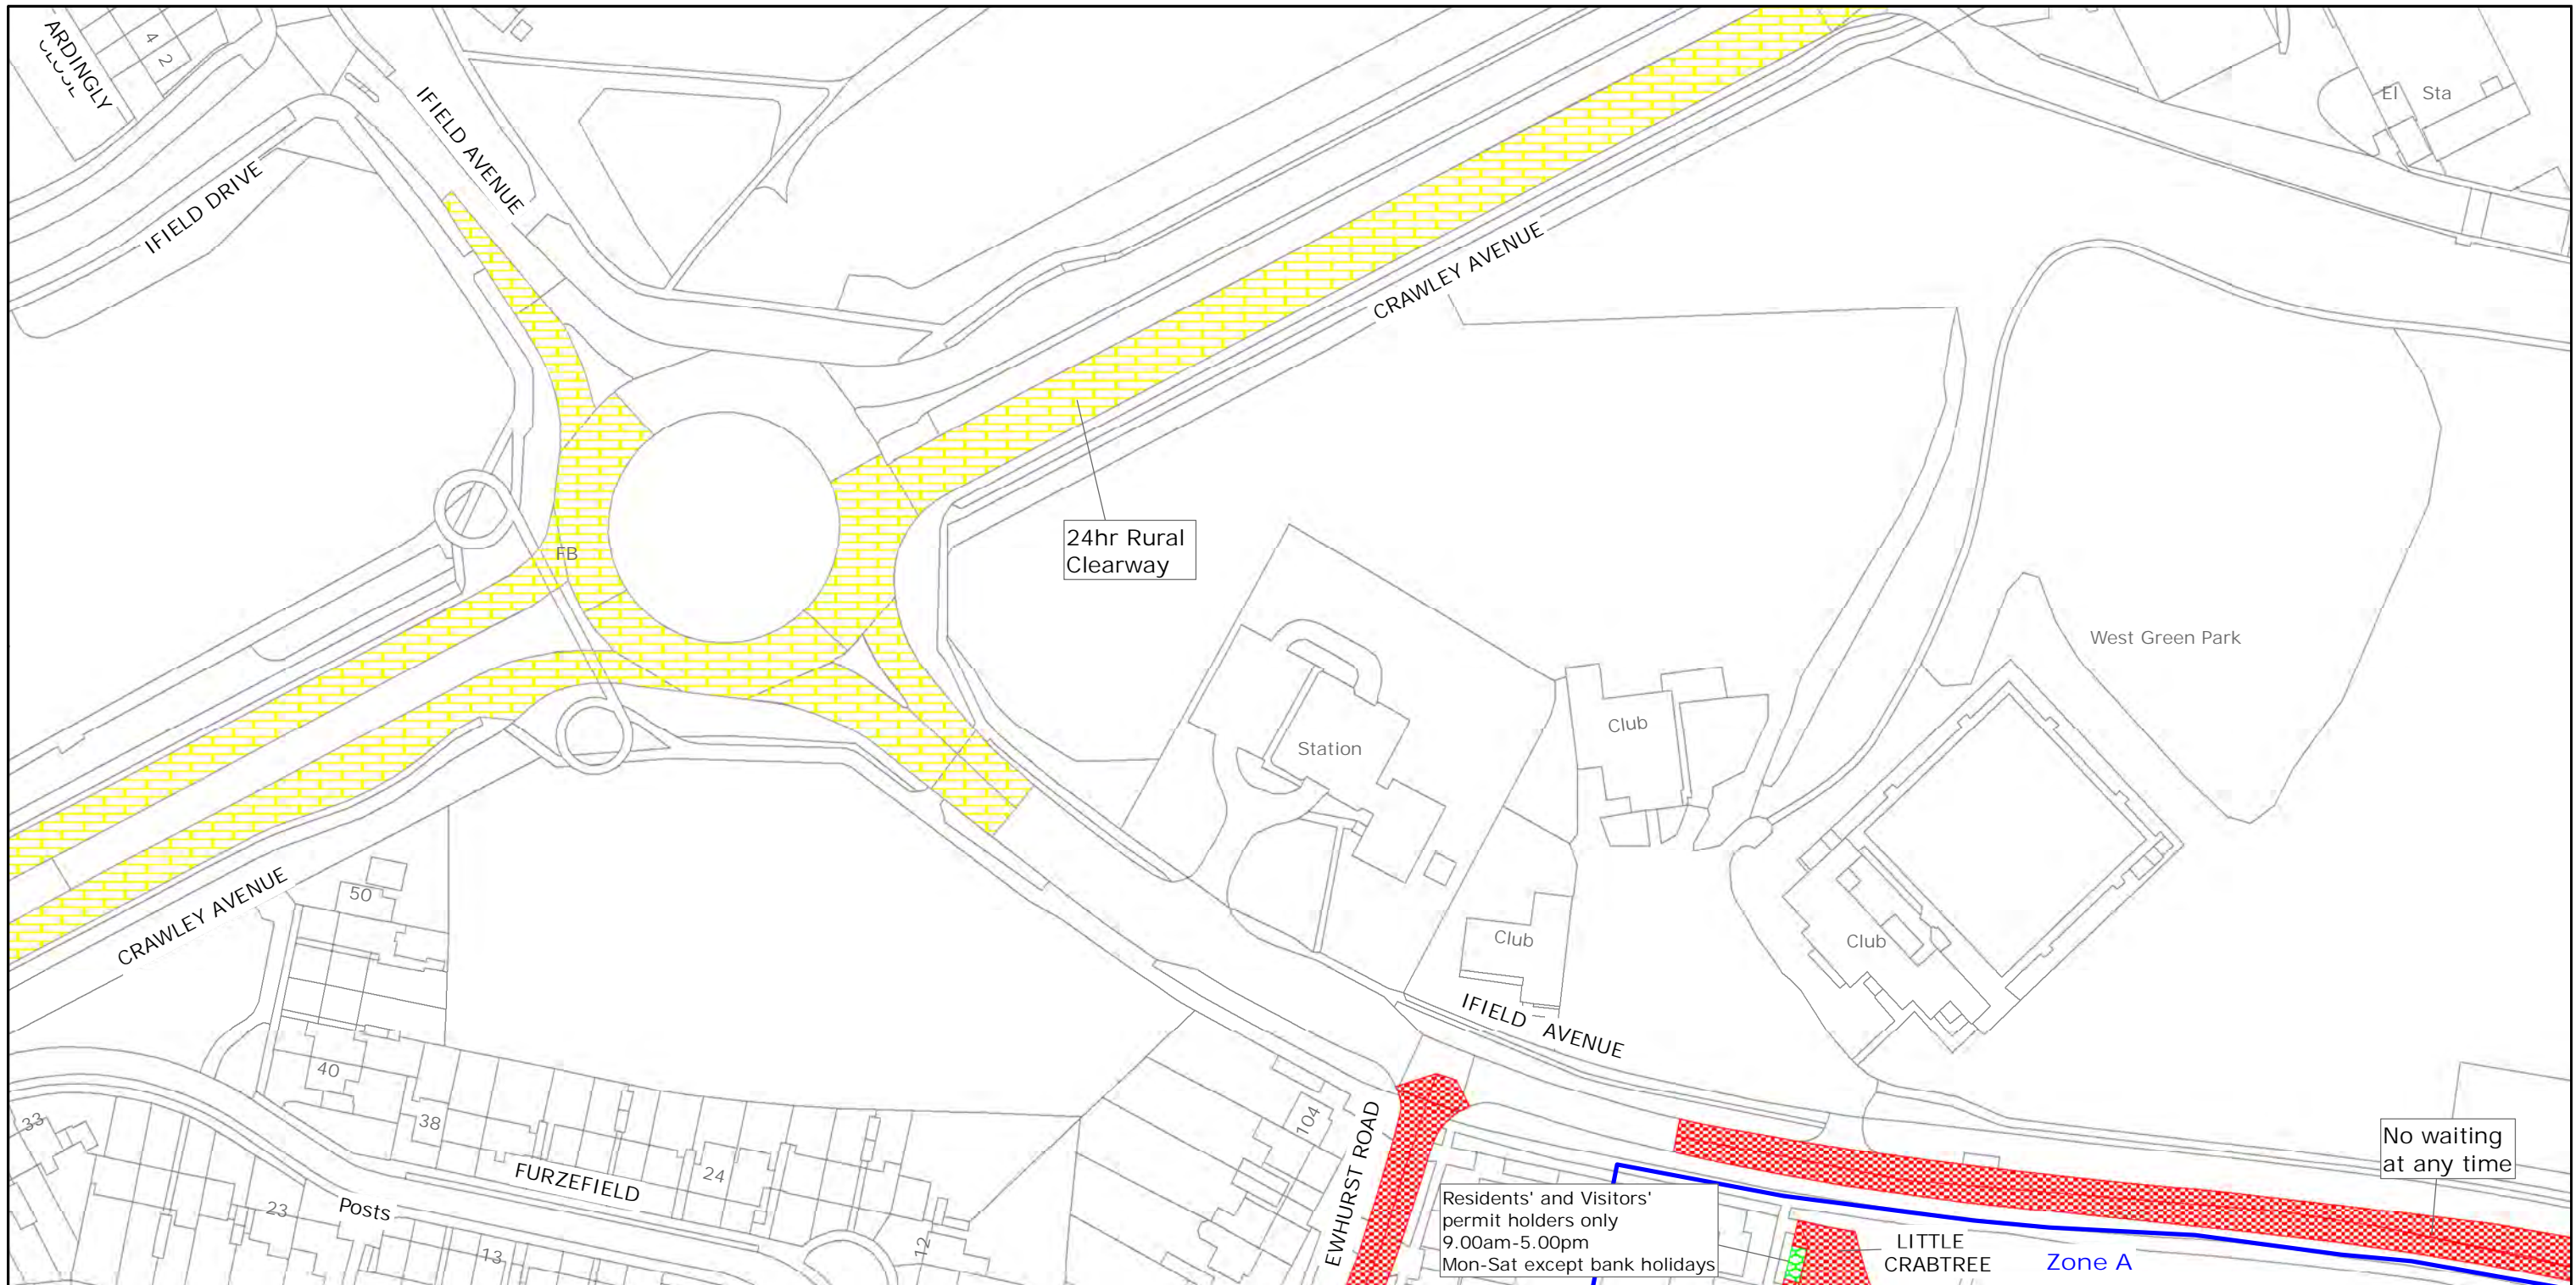 ARDINGLY
CLOSE
4
2
IFIELD AVENUE
IFIELD DRIVE
El Sta
CRAWLEY AVENUE
24hr Rural
Clearway
FB
West Green Park
Club
Station
CRAWLEY AVENUE
50
Club
Club
IFIELD AVENUE
40
38
33
104
EWHURST ROAD
No waiting
at any time
24
FURZEFIELD
Posts
23
13
12
Residents' and Visitors'
permit holders only
9.00am-5.00pm
Mon-Sat except bank holidays
LITTLE
CRABTREE
Zone A